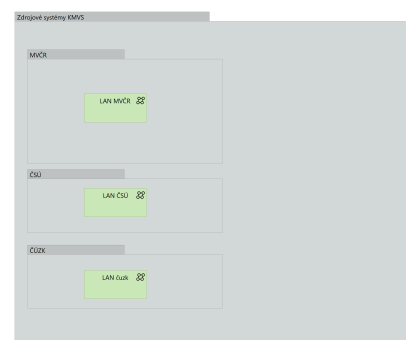 Zdrojové systémy KMVS
MVČR
LAN MVČR
ČSÚ
LAN ČSÚ
ČÚZK
LAN čuzk